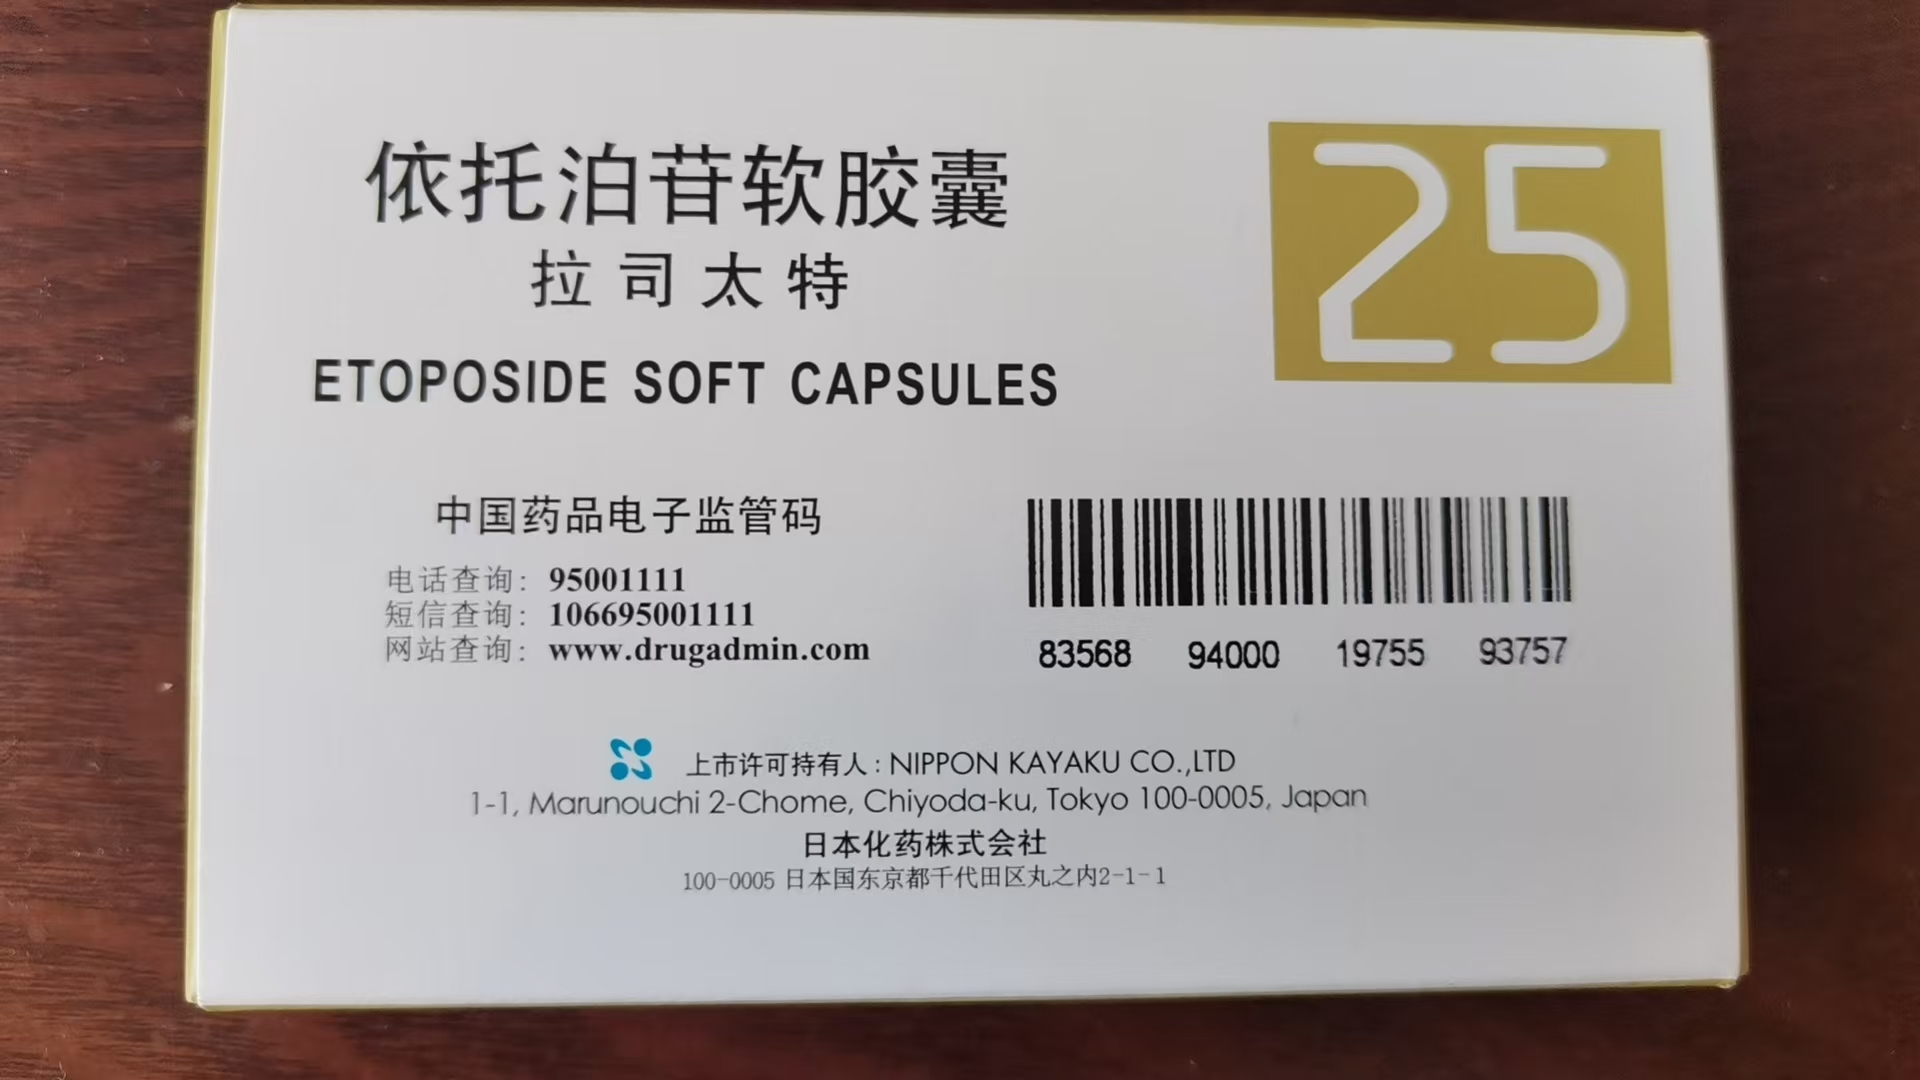 依托泊苷软胶囊
拉司太特
ETOPOSIDE SOFT CAPSULES
25
中国药品电子监管码
电话查询: 95001111
短信查询: 106695001111
网站查询: www.drugadmin.com
83568 94000 19755 93757
上市许可持有人: NIPPON KAYAKU CO.,LTD
1-1, Marunouchi 2-Chome, Chiyoda-ku, Tokyo 100-0005, Japan
日本化药株式会社
100-0005 日本国东京都千代田区丸之内2-1-1